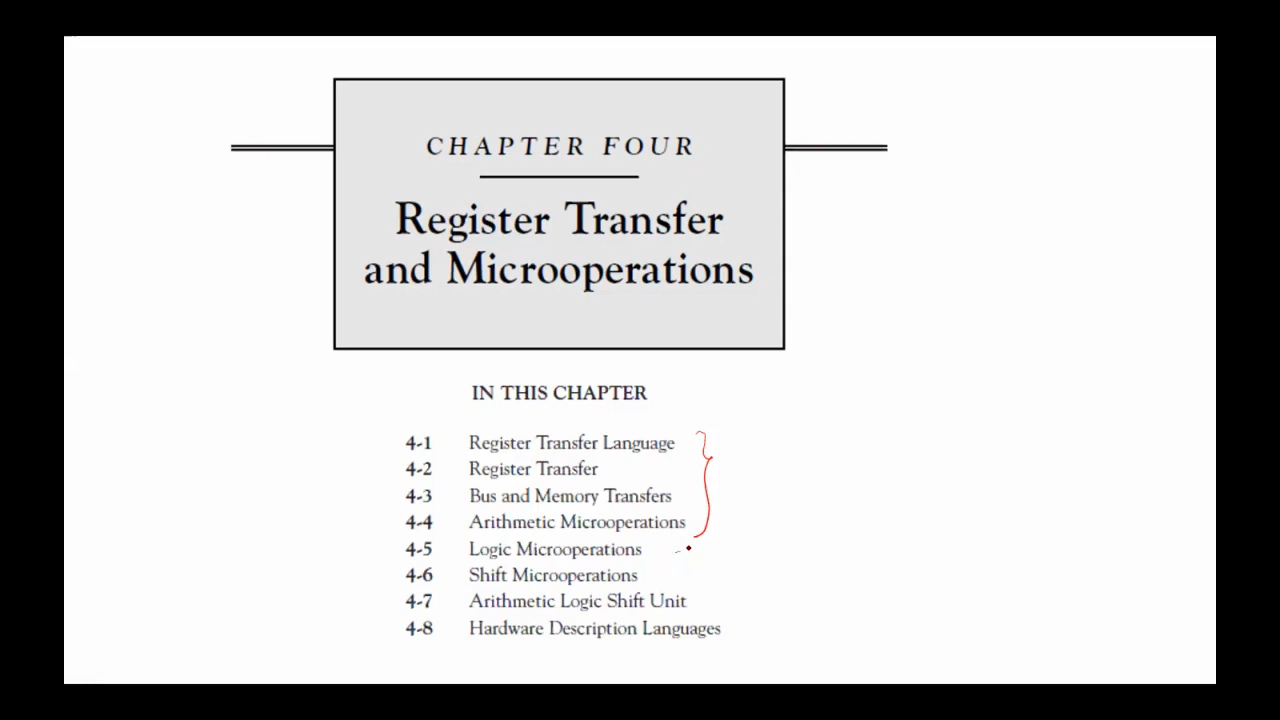 CHAPTER FOUR
Register Transfer
and Microoperations
IN THIS CHAPTER
4-1 Register Transfer Language
4-2 Register Transfer
4-3 Bus and Memory Transfers
4-4 Arithmetic Microoperations
4-5 Logic Microoperations
4-6 Shift Microoperations
4-7 Arithmetic Logic Shift Unit
4-8 Hardware Description Languages